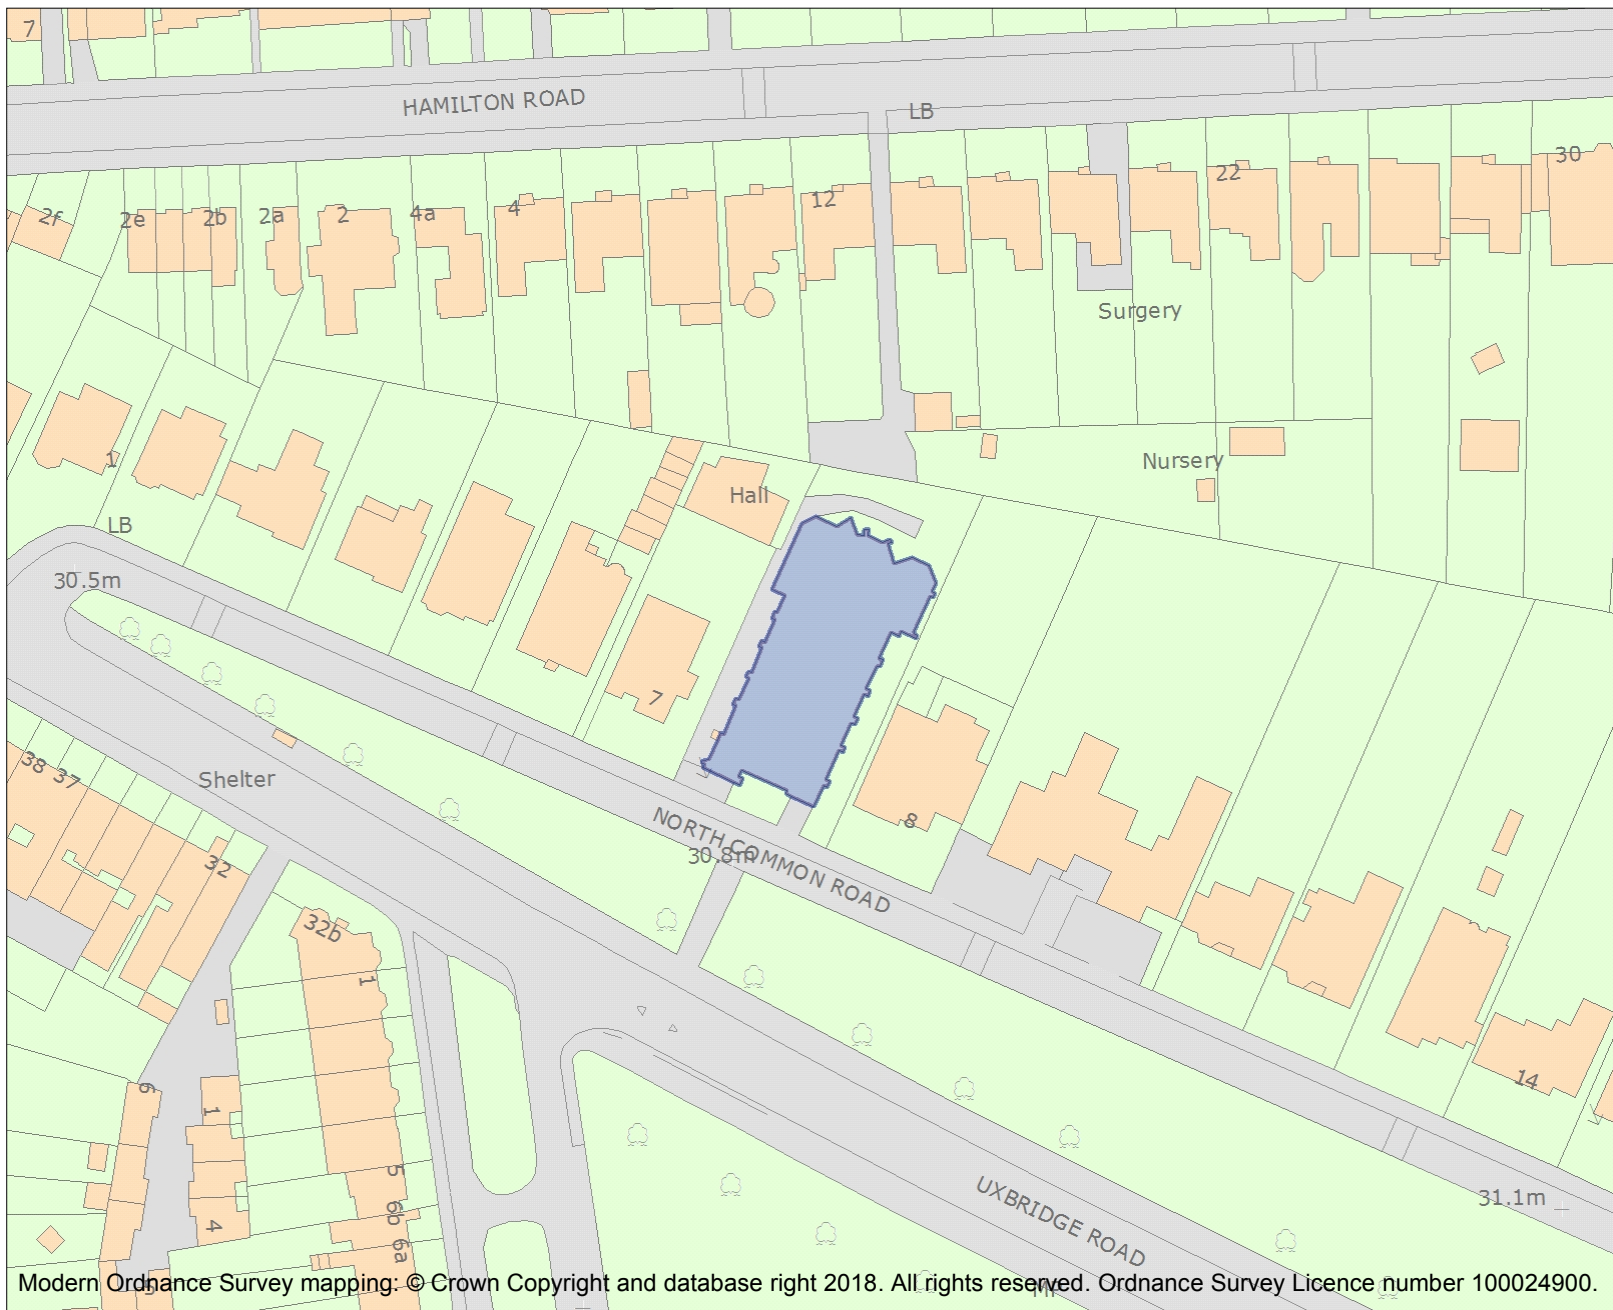 7
HAMILTON ROAD
LB
30
22
12
4
4a
2
2a
2b
2e
2f
Surgery
Nursery
Hall
1
LB
30.5m
7
38
37
Shelter
NORTH COMMON ROAD
30.8m
8
32
32b
1
14
6
1
5
6b
6a
4
UXBRIDGE ROAD
31.1m
Modern Ordnance Survey mapping: © Crown Copyright and database right 2018. All rights reserved. Ordnance Survey Licence number 100024900.